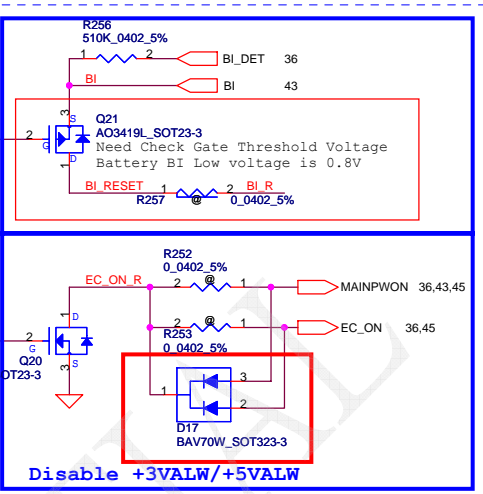 R256
510K_0402_5%
1 2 BI_DET 36
BI BI 43
3 S
Q21
2 G AO3419L_SOT23-3
Need Check Gate Threshold Voltage
Battery BI Low voltage is 0.8V
1 D
BI_RESET 1 2 BI_R
R257 @ 0_0402_5%
R252
0_0402_5%
EC_ON_R 2 @ 1 MAINPWON 36,43,45
1 D 2 @ 1 EC_ON 36,45
2 G R253
Q20 3 S 0_0402_5%
OT23-3
1 3
2
D17
BAV70W_SOT323-3
Disable +3VALW/+5VALW